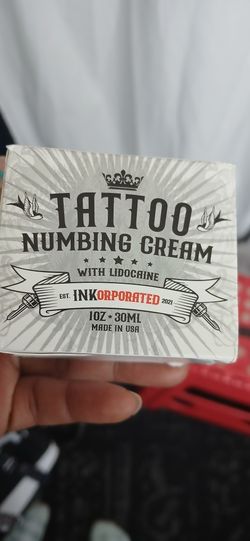 TATTOO
NUMBING CREAM
WITH LIDOCAINE
EST. INKORPORATED 2021
1OZ • 30ML
MADE IN USA